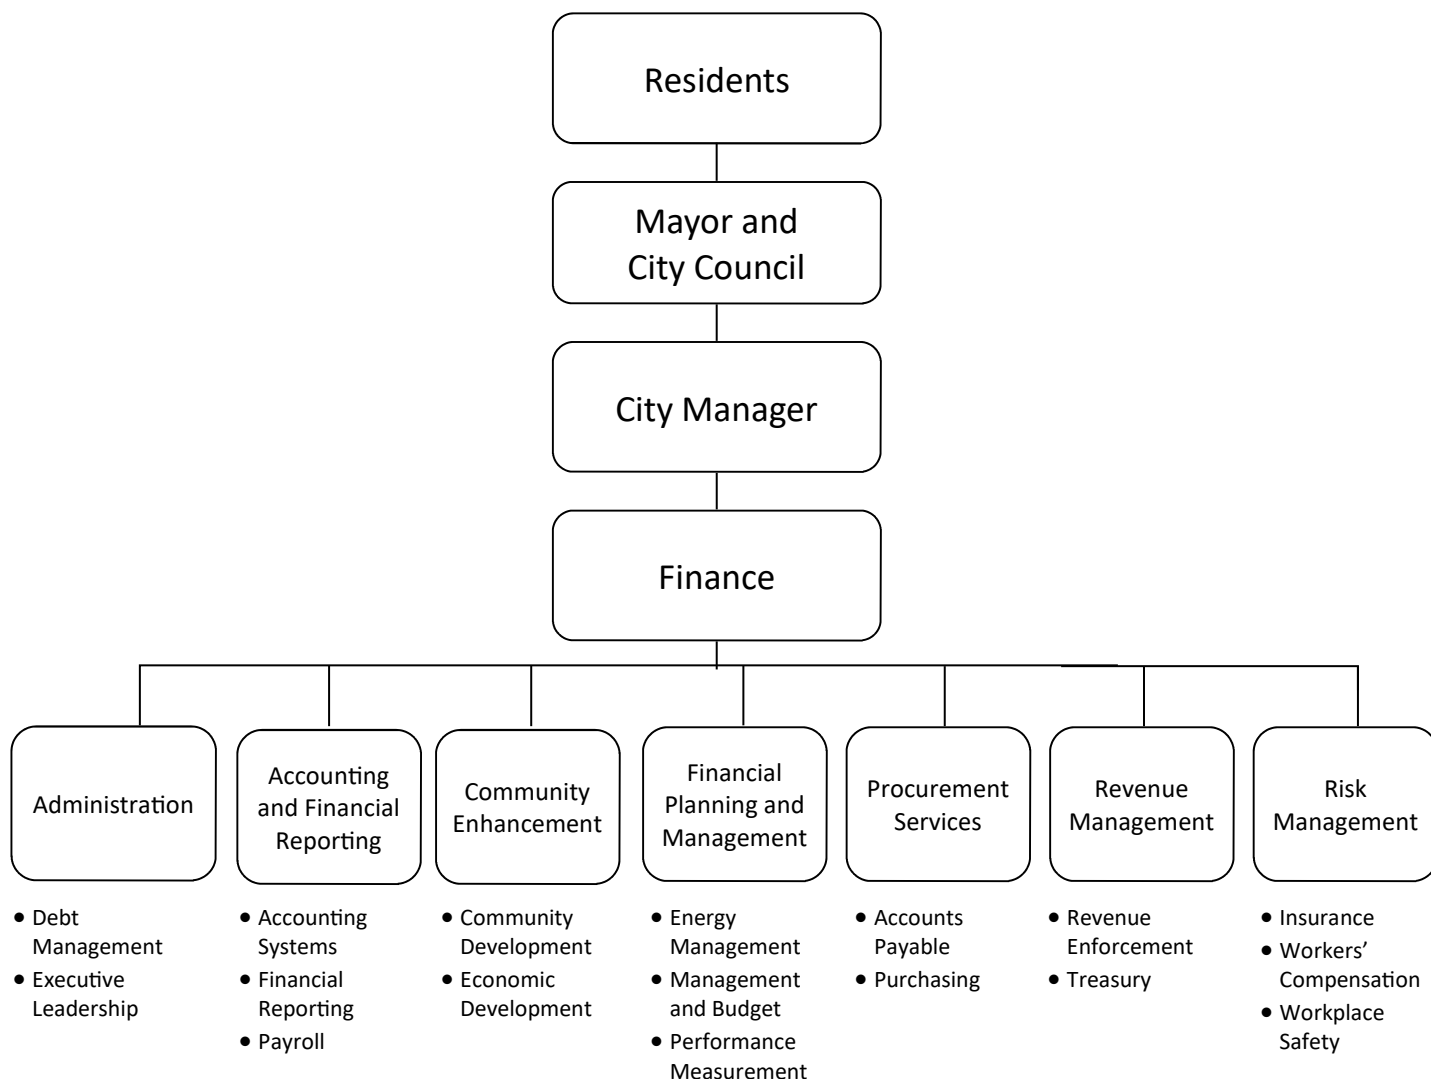 Residents
Mayor and
City Council
City Manager
Finance
Administration
Accounting
and Financial
Reporting
Community
Enhancement
Financial
Planning and
Management
Procurement
Services
Revenue
Management
Risk
Management
• Debt
Management
• Executive
Leadership
• Accounting
Systems
• Financial
Reporting
• Payroll
• Community
Development
• Economic
Development
• Energy
Management
• Management
and Budget
• Performance
Measurement
• Accounts
Payable
• Purchasing
• Revenue
Enforcement
• Treasury
• Insurance
• Workers’
Compensation
• Workplace
Safety